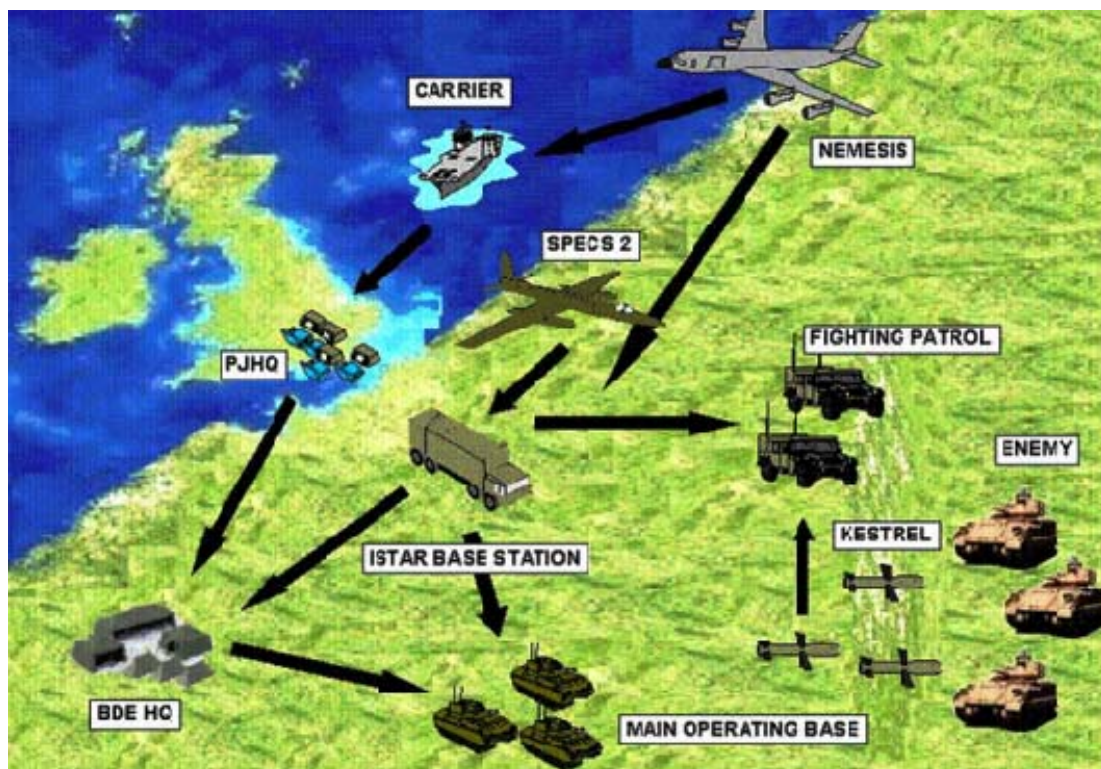 CARRIER
NEMESIS
SPECS 2
FIGHTING PATROL
PJHQ
ENEMY
KESTREL
ISTAR BASE STATION
BDE HQ
MAIN OPERATING BASE